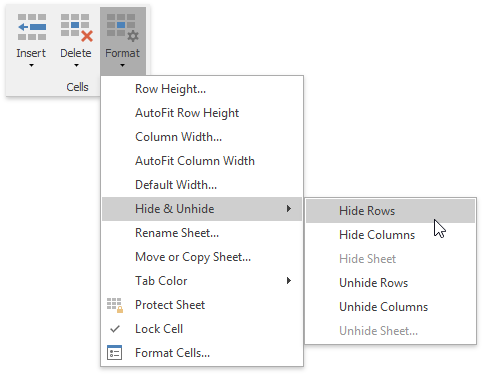 Insert Delete Format
Cells
Row Height...
AutoFit Row Height
Column Width...
AutoFit Column Width
Default Width...
Hide & Unhide
Rename Sheet...
Move or Copy Sheet...
Tab Color
Protect Sheet
Lock Cell
Format Cells...
Hide Rows
Hide Columns
Hide Sheet
Unhide Rows
Unhide Columns
Unhide Sheet...